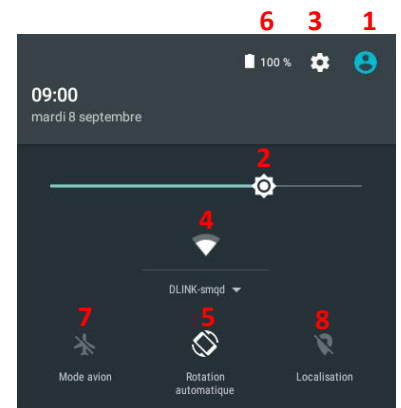 6 3 1
100 %
09:00
mardi 8 septembre
2
4
DLINK-smqd
7 5 8
Mode avion Rotation automatique Localisation